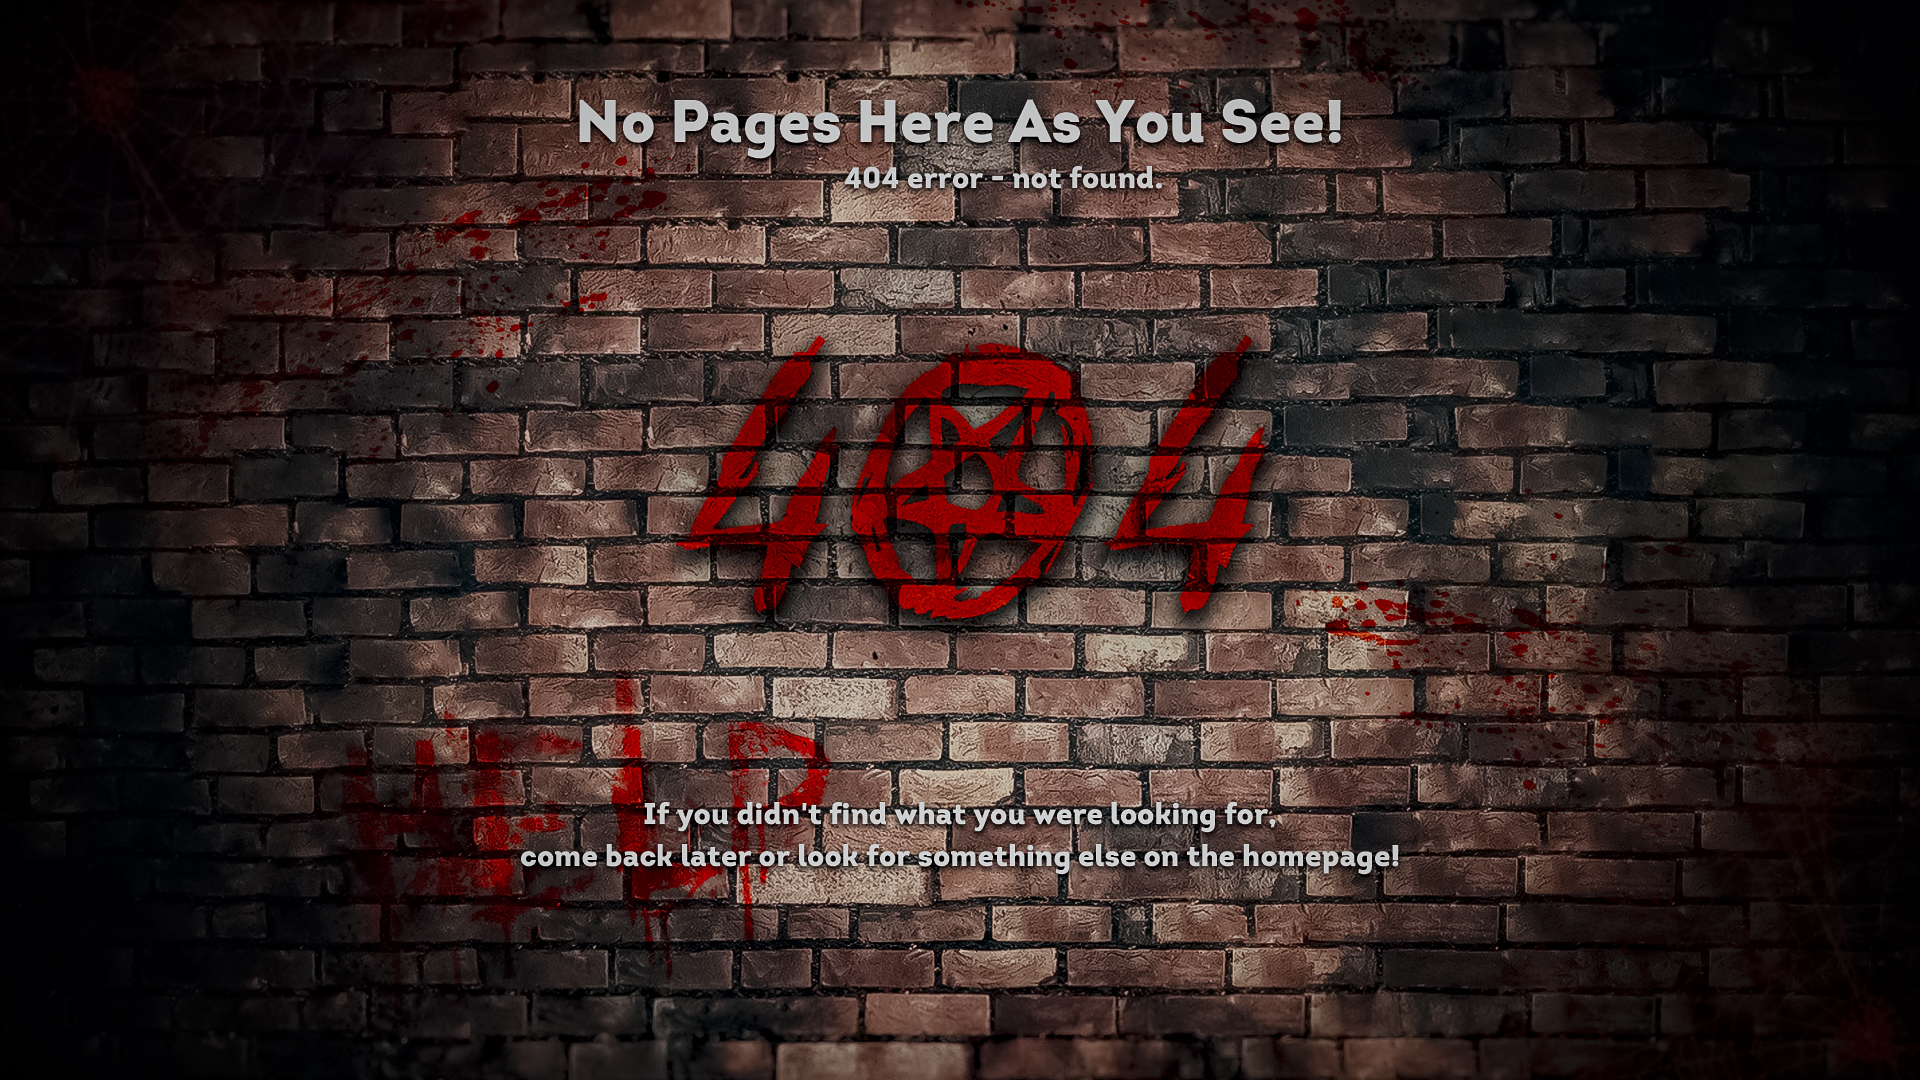 No Pages Here As You See!
404 error - not found.
404
HELP
If you didn't find what you were looking for,
come back later or look for something else on the homepage!